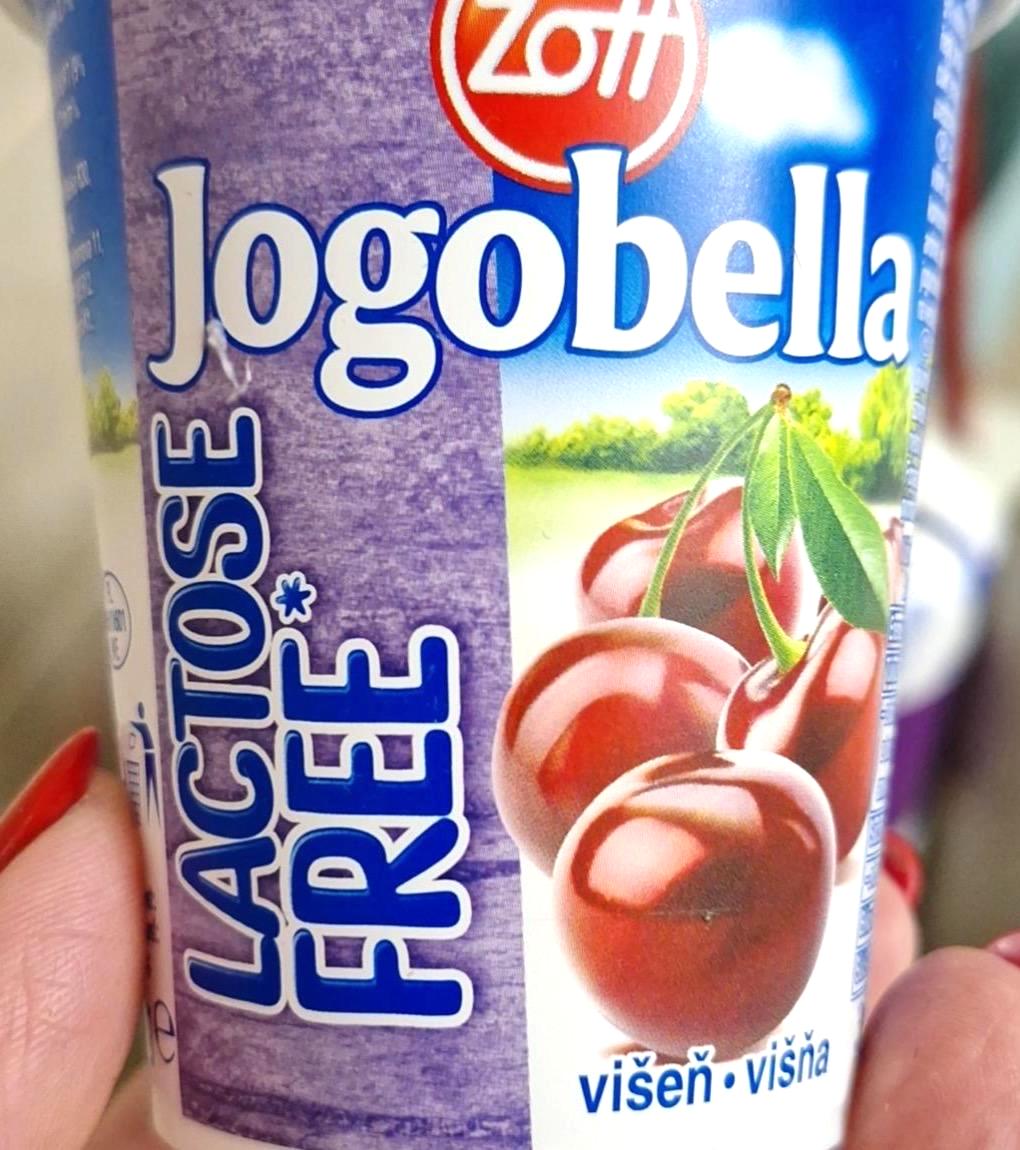 Zott
Jogobella
LACTOSE
FREE*
višeň • višňa